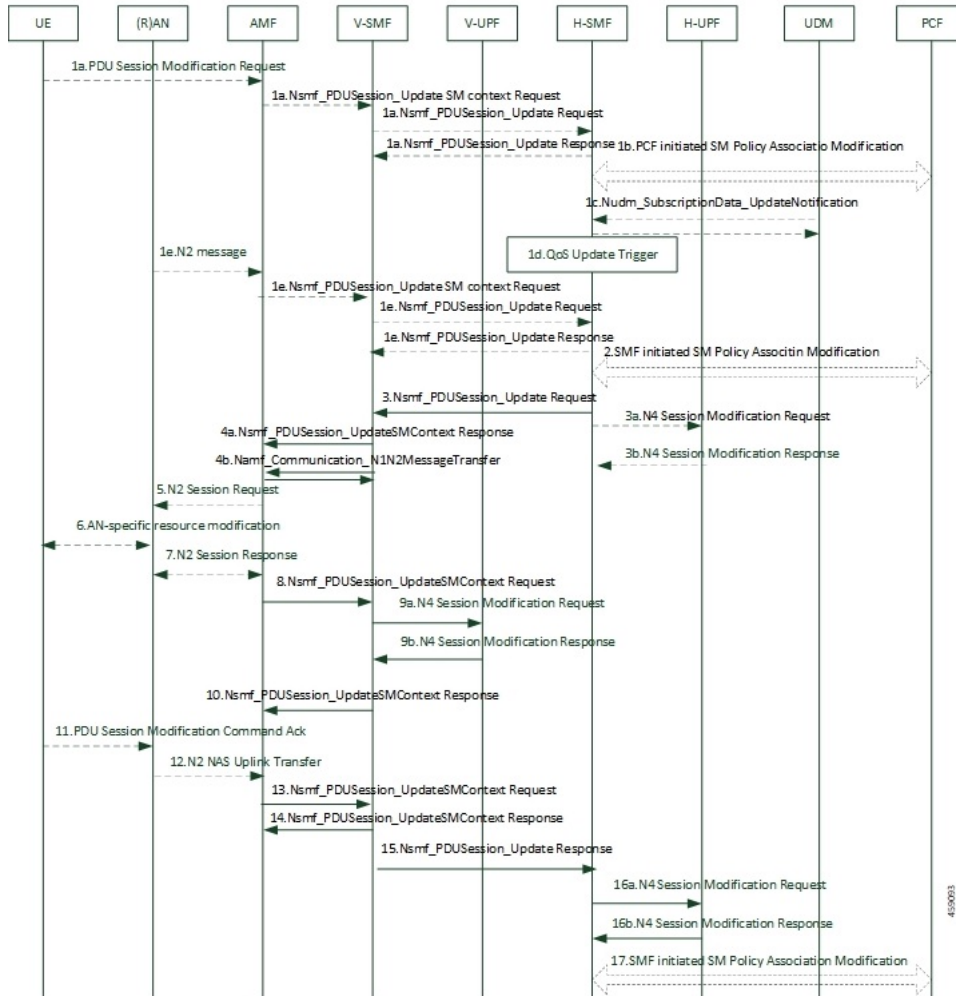 UE
(R)AN
AMF
V-SMF
V-UPF
H-SMF
H-UPF
UDM
PCF
1a.PDU Session Modification Request
1a.Nsmf_PDUSession_Update SM context Request
1a.Nsmf_PDUSession_Update Request
1a.Nsmf_PDUSession_Update Response
1b.PCF initiated SM Policy Associatio Modification
1c.Nudm_SubscriptionData_UpdateNotification
1d.QoS Update Trigger
1e.N2 message
1e.Nsmf_PDUSession_Update SM context Request
1e.Nsmf_PDUSession_Update Request
1e.Nsmf_PDUSession_Update Response
2.SMF initiated SM Policy Assocititn Modification
3.Nsmf_PDUSession_Update Request
3a.N4 Session Modification Request
4a.Nsmf_PDUSession_UpdateSMContext Response
4b.Namf_Communication_N1N2MessageTransfer
3b.N4 Session Modification Response
5.N2 Session Request
6.AN-specific resource modification
7.N2 Session Response
8.Nsmf_PDUSession_UpdateSMContext Request
9a.N4 Session Modification Request
9b.N4 Session Modification Response
10.Nsmf_PDUSession_UpdateSMContext Response
11.PDU Session Modification Command Ack
12.N2 NAS Uplink Transfer
13.Nsmf_PDUSession_UpdateSMContext Request
14.Nsmf_PDUSession_UpdateSMContext Response
15.Nsmf_PDUSession_Update Response
16a.N4 Session Modification Request
16b.N4 Session Modification Response
17.SMF initiated SM Policy Association Modification
459093